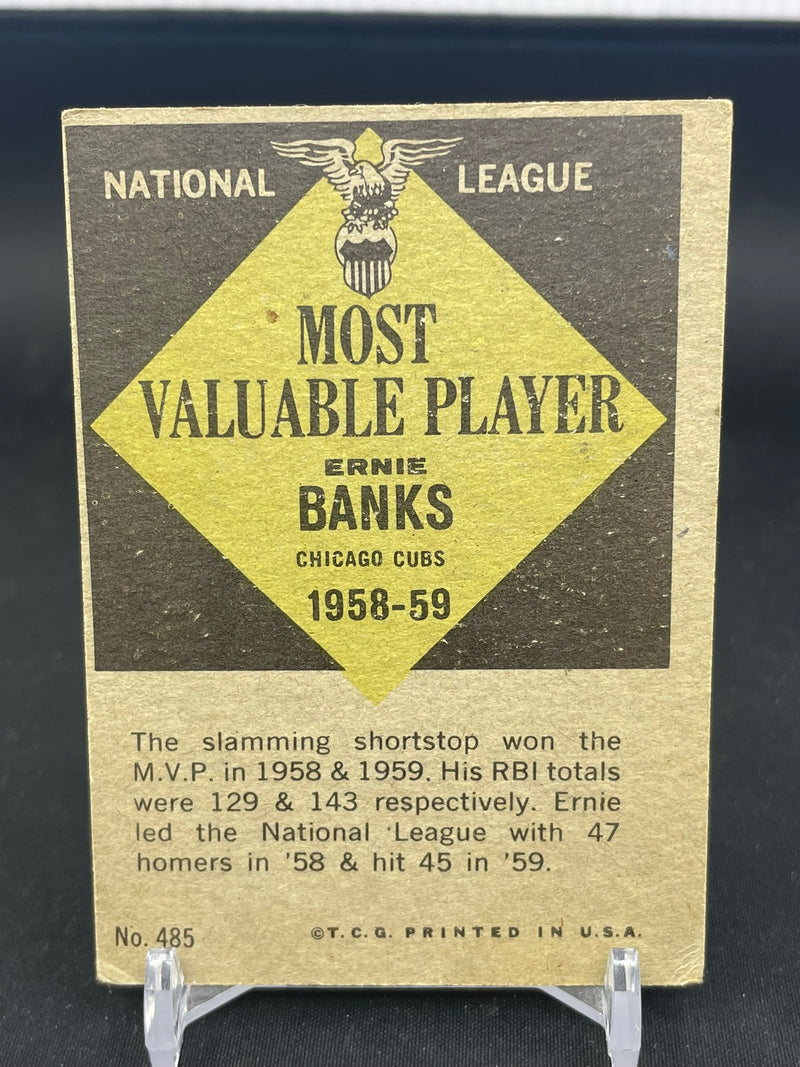 NATIONAL LEAGUE
MOST
VALUABLE PLAYER
ERNIE
BANKS
CHICAGO CUBS
1958-59
The slamming shortstop won the
M.V.P. in 1958 & 1959. His RBI totals
were 129 & 143 respectively. Ernie
led the National League with 47
homers in '58 & hit 45 in '59.
No. 485 ©T.C.G. PRINTED IN U.S.A.